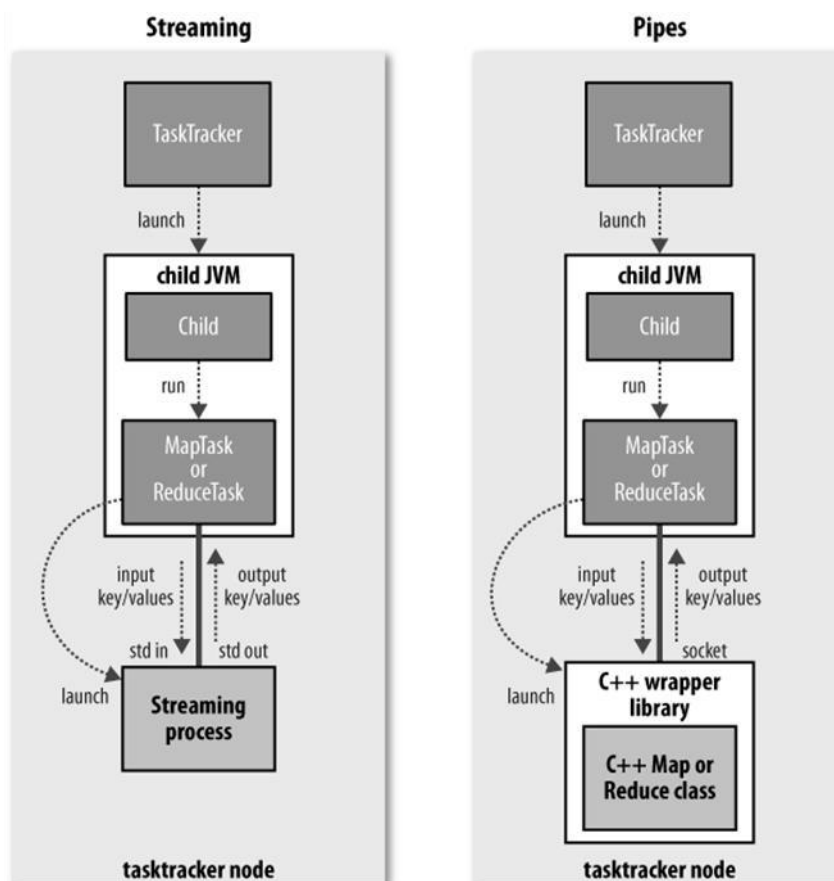 Streaming
TaskTracker
launch
child JVM
Child
run
MapTask
or
ReduceTask
input
key/values
output
key/values
std in
std out
launch
Streaming
process
tasktracker node
Pipes
TaskTracker
launch
child JVM
Child
run
MapTask
or
ReduceTask
input
key/values
output
key/values
socket
launch
C++ wrapper
library
C++ Map or
Reduce class
tasktracker node